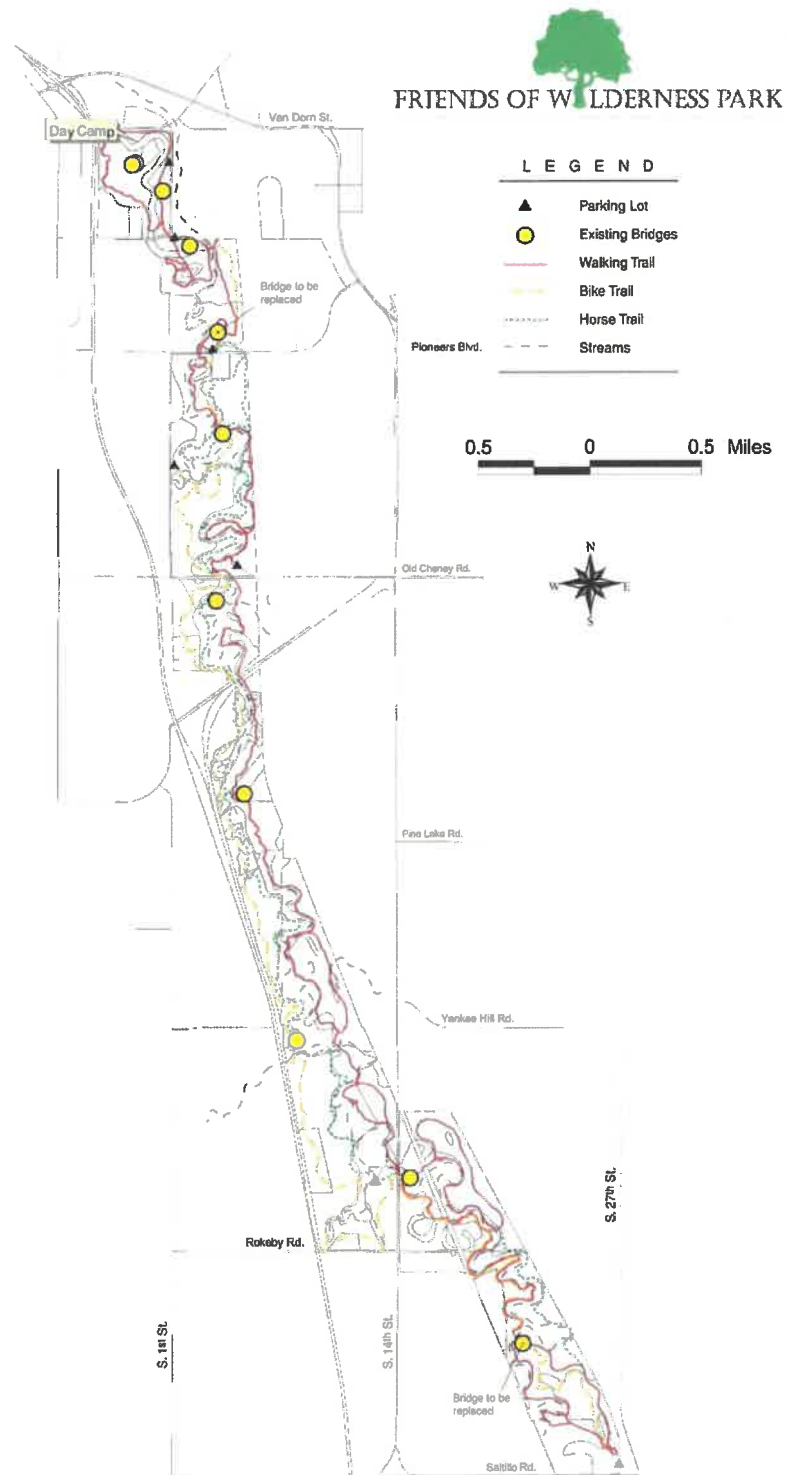 FRIENDS OF WILDERNESS PARK
Van Dorn St.
Day Camp
LEGEND
Parking Lot
Existing Bridges
Walking Trail
Bike Trail
Horse Trail
Streams
Bridge to be
replaced
Pioneers Blvd.
0.5 0 0.5 Miles
N
W E
S
Old Cheney Rd.
Pine Lake Rd.
Yankee Hill Rd.
S. 27th St.
Rokeby Rd.
S. 1st St.
S. 14th St.
Bridge to be
replaced
Saltillo Rd.